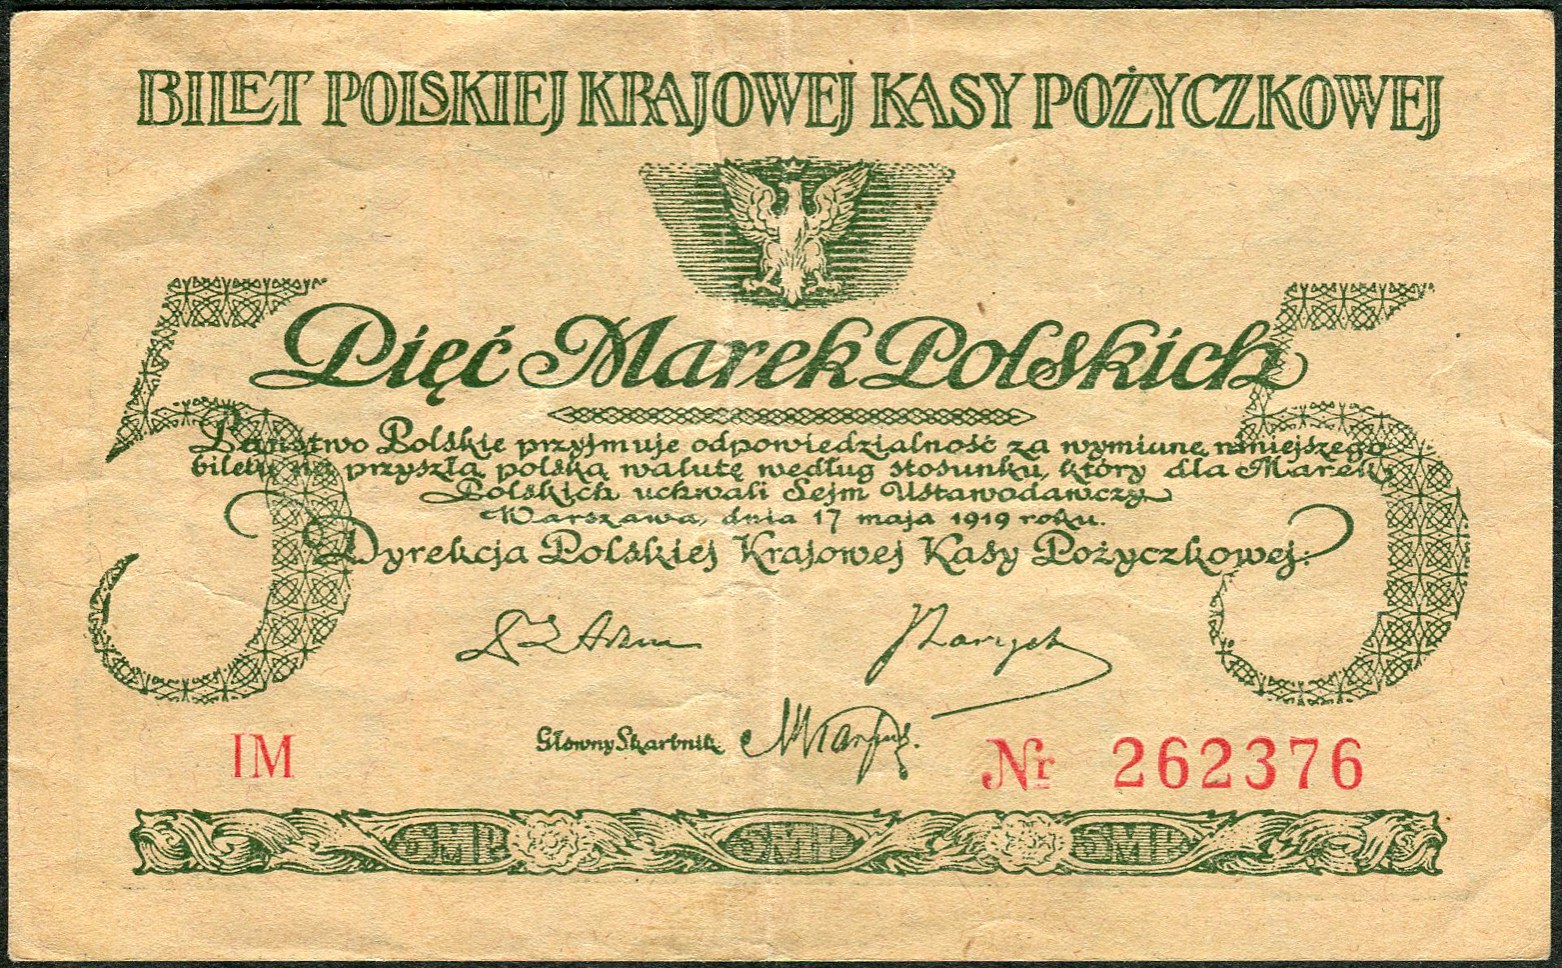 BILET POLSKIEJ KRAJOWEJ KASY POŻYCZKOWEJ
5 Pięć Marek Polskich 5
Państwo Polskie przyjmuje odpowiedzialność za wymianę niniejszego
biletu na przyszłą polską walutę według stosunku, który dla Marek
Polskich uchwali Sejm Ustawodawczy
Warszawa, dnia 17 maja 1919 roku.
Dyrekcja Polskiej Krajowej Kasy Pożyczkowej:
Główny Skarbnik
IM Nr 262376
5MP 5MP 5MP